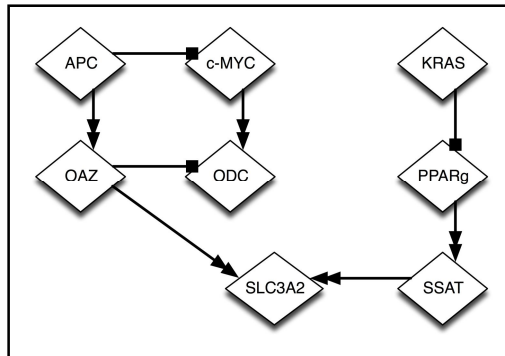 APC
c-MYC
KRAS
OAZ
ODC
PPARg
SLC3A2
SSAT